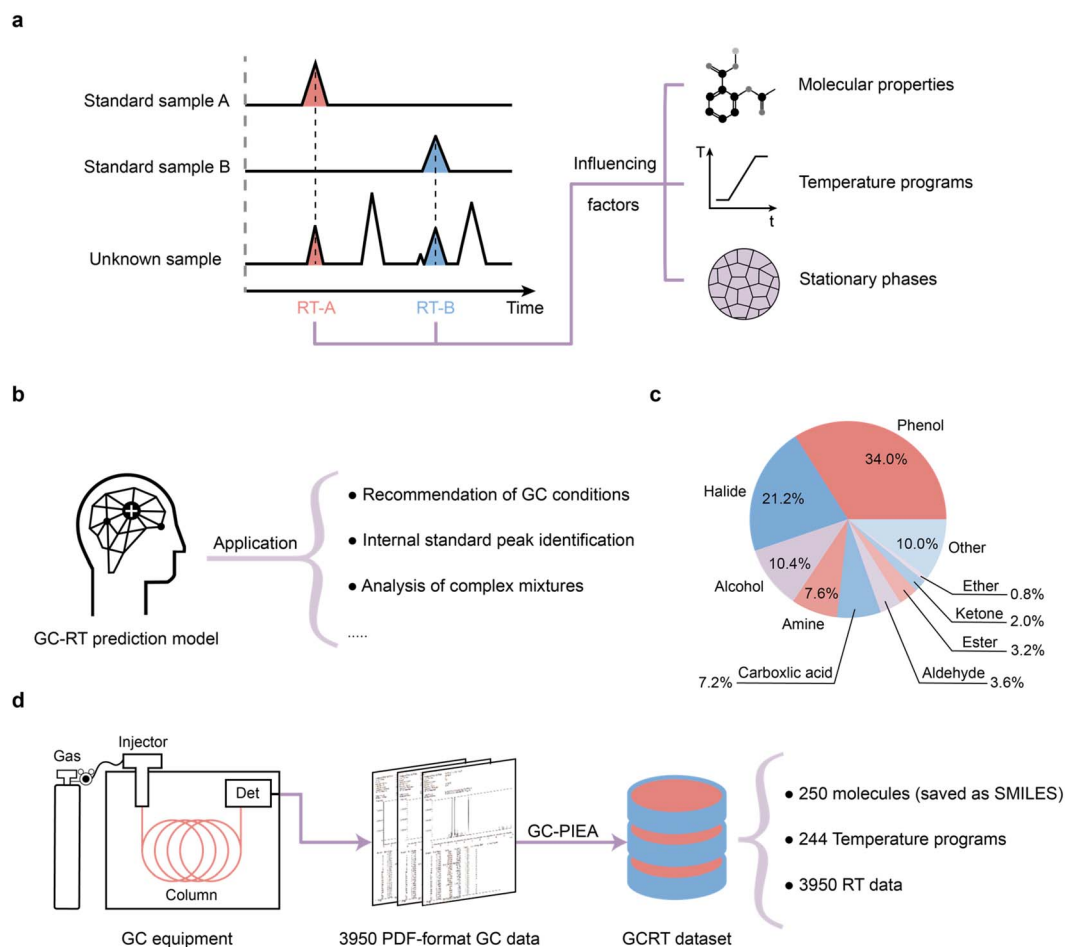 a
Standard sample A
Standard sample B
Unknown sample
RT-A
RT-B
Time
Influencing
factors
Molecular properties
T
t
Temperature programs
Stationary phases
b
GC-RT prediction model
Application
● Recommendation of GC conditions
● Internal standard peak identification
● Analysis of complex mixtures
.....
c
Phenol
34.0%
Halide
21.2%
Alcohol
10.4%
Amine
7.6%
7.2% Carboxlic acid
Aldehyde 3.6%
Ester 3.2%
Ketone 2.0%
Ether 0.8%
Other
10.0%
d
Gas
Injector
Det
Column
GC equipment
3950 PDF-format GC data
GC-PIEA
GCRT dataset
● 250 molecules (saved as SMILES)
● 244 Temperature programs
● 3950 RT data